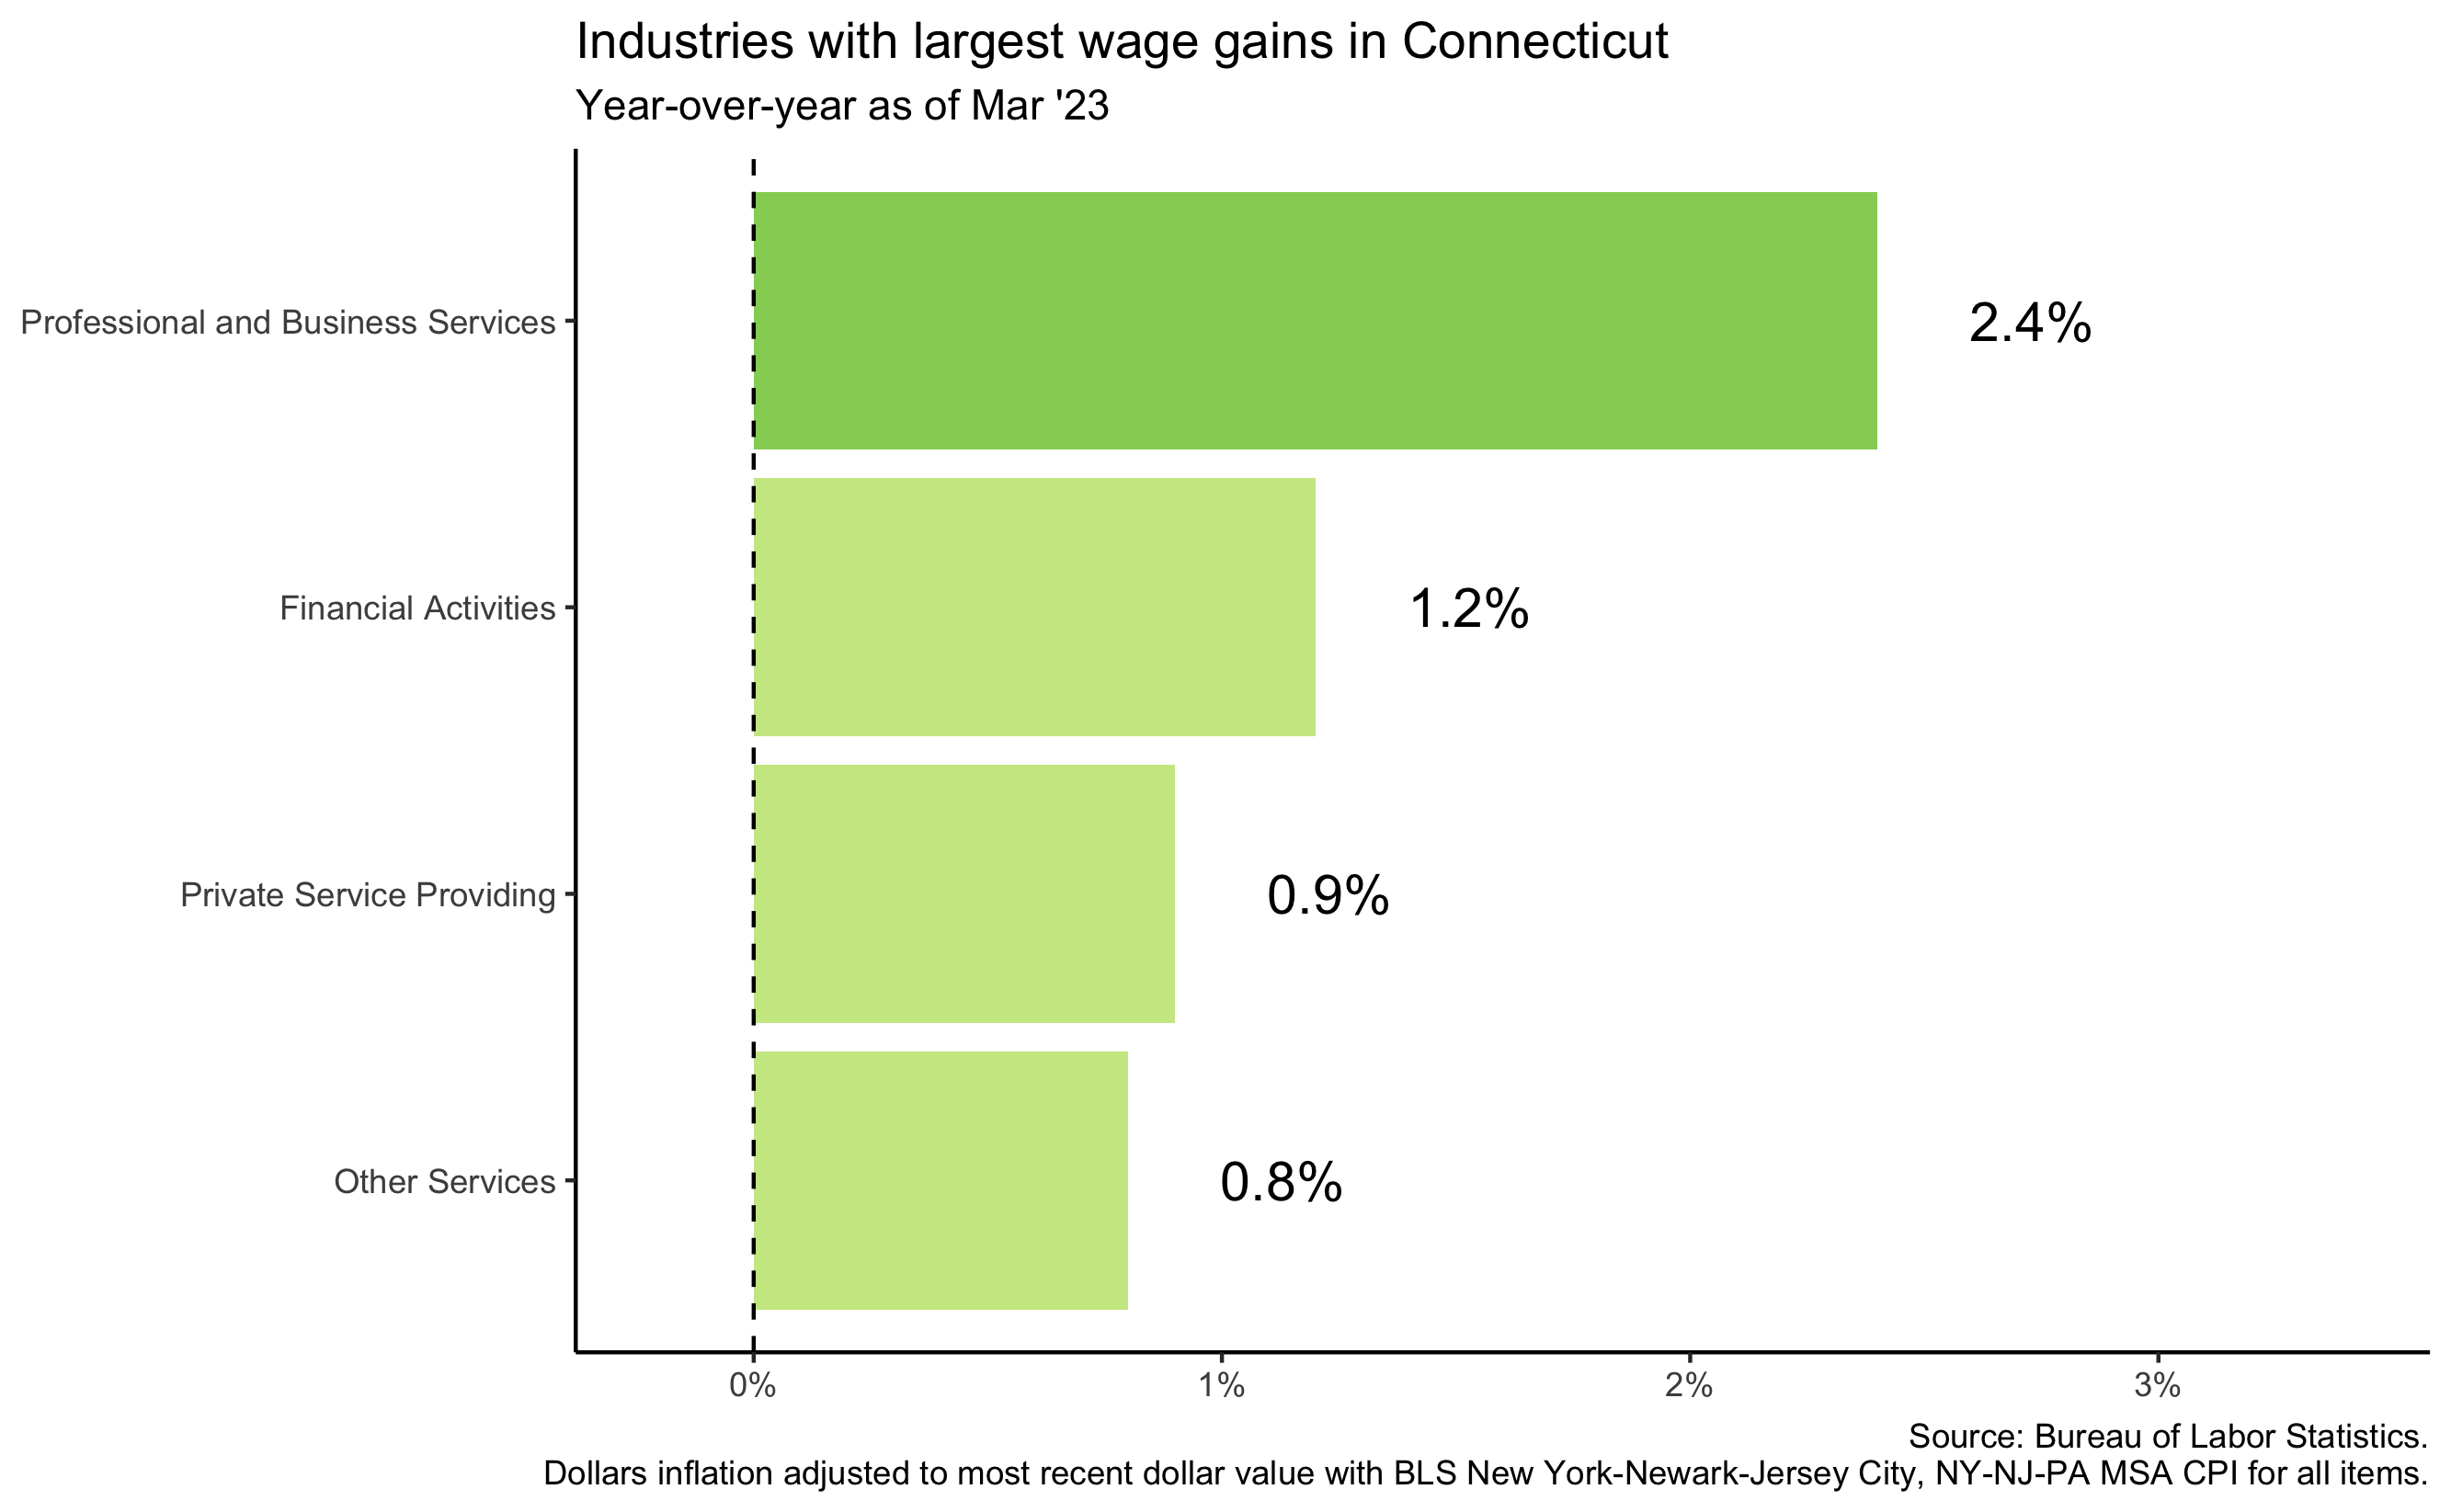 Industries with largest wage gains in Connecticut
Year-over-year as of Mar '23
Professional and Business Services
2.4%
Financial Activities
1.2%
Private Service Providing
0.9%
Other Services
0.8%
0%
1%
2%
3%
Source: Bureau of Labor Statistics.
Dollars inflation adjusted to most recent dollar value with BLS New York-Newark-Jersey City, NY-NJ-PA MSA CPI for all items.